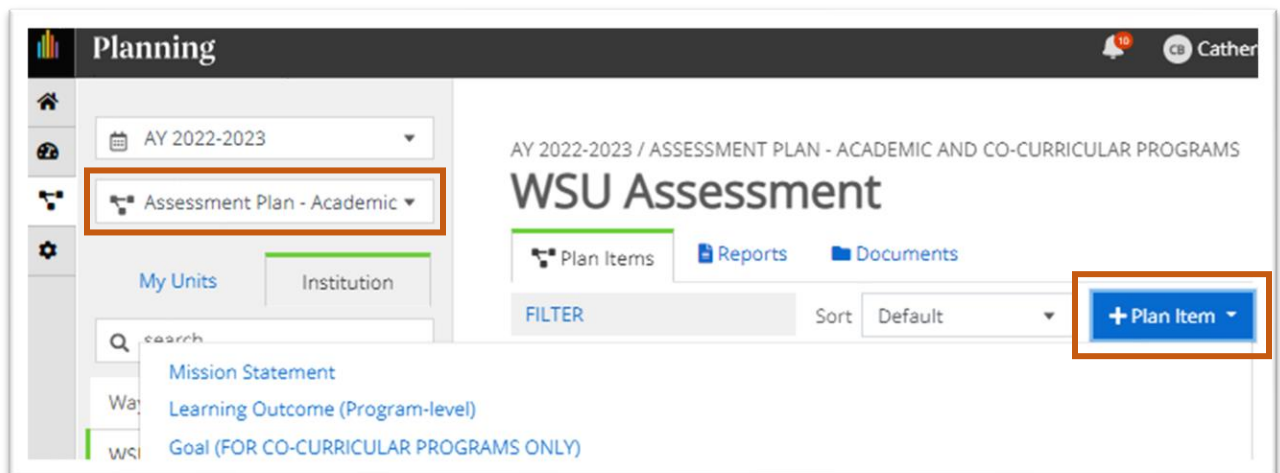 Planning
10
CB Cather
AY 2022-2023
Assessment Plan - Academic
My Units Institution
search
AY 2022-2023 / ASSESSMENT PLAN - ACADEMIC AND CO-CURRICULAR PROGRAMS
WSU Assessment
Plan Items Reports Documents
FILTER Sort Default + Plan Item
Mission Statement
Learning Outcome (Program-level)
Goal (FOR CO-CURRICULAR PROGRAMS ONLY)